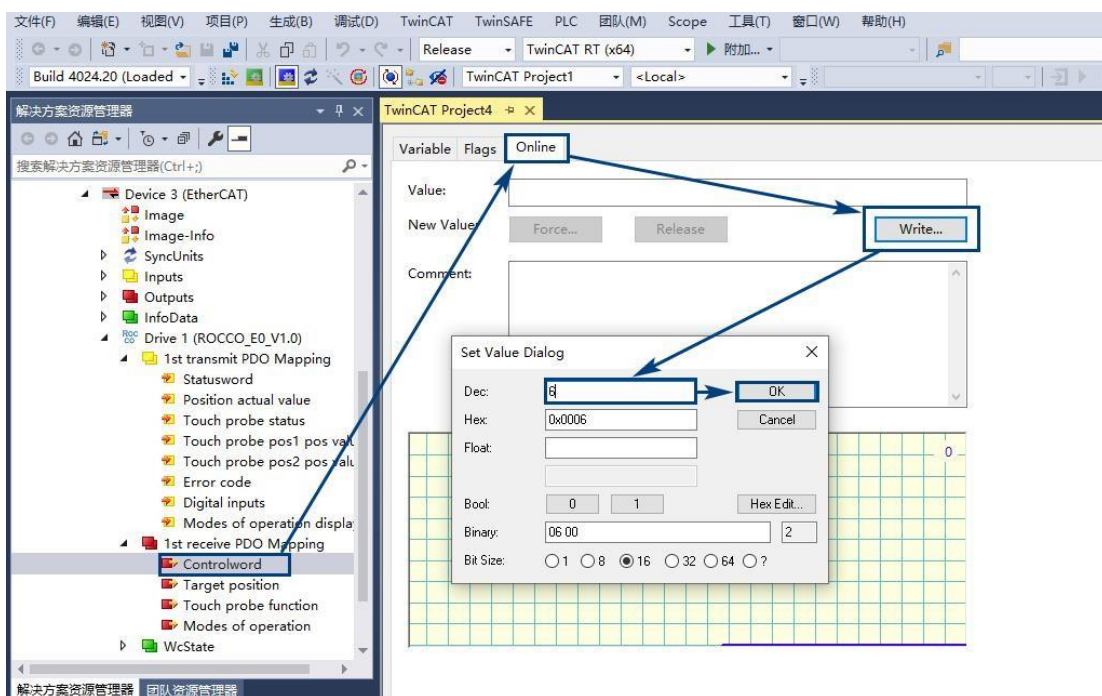 文件(F) 编辑(E) 视图(V) 项目(P) 生成(B) 调试(D) TwinCAT TwinSAFE PLC 团队(M) Scope 工具(T) 窗口(W) 帮助(H)
Release TwinCAT RT (x64) 附加...
Build 4024.20 (Loaded TwinCAT Project1 <Local>
解决方案资源管理器
搜索解决方案资源管理器(Ctrl+;)
Device 3 (EtherCAT)
Image
Image-Info
SyncUnits
Inputs
Outputs
InfoData
Drive 1 (ROCCO_E0_V1.0)
1st transmit PDO Mapping
Statusword
Position actual value
Touch probe status
Touch probe pos1 pos valu
Touch probe pos2 pos valu
Error code
Digital inputs
Modes of operation display
1st receive PDO Mapping
Controlword
Target position
Touch probe function
Modes of operation
WcState
解决方案资源管理器 团队资源管理器
TwinCAT Project4
Variable Flags Online
Value:
New Value: Force... Release Write...
Comment:
Set Value Dialog
Dec: 6 OK
Hex: 0x0006 Cancel
Float:
Bool: 0 1 Hex Edit...
Binary: 06 00 2
Bit Size: 1 8 16 32 64 ?
0